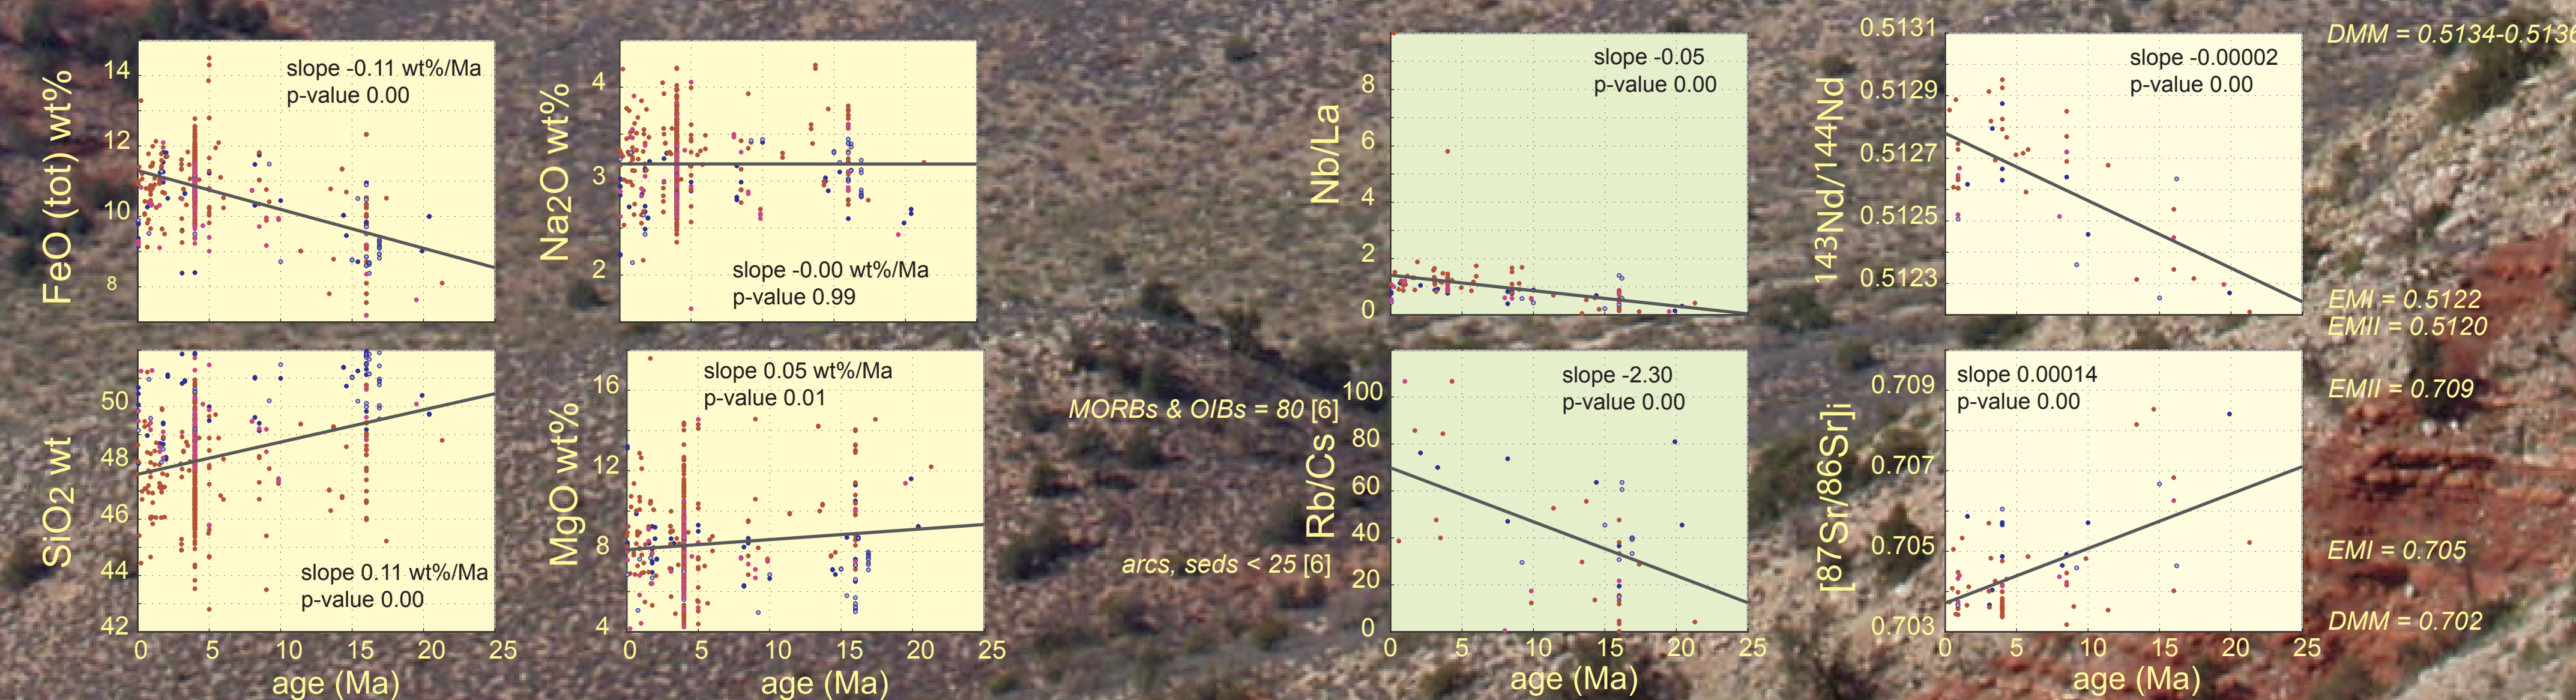 FeO (tot) wt%
14
12
10
8
slope -0.11 wt%/Ma
p-value 0.00
Na2O wt%
4
3
2
slope -0.00 wt%/Ma
p-value 0.99
Nb/La
8
6
4
2
0
slope -0.05
p-value 0.00
143Nd/144Nd
0.5131
0.5129
0.5127
0.5125
0.5123
slope -0.00002
p-value 0.00
DMM = 0.5134-0.5136
EMI = 0.5122
EMII = 0.5120
SiO2 wt
50
48
46
44
42
slope 0.11 wt%/Ma
p-value 0.00
0 5 10 15 20 25
age (Ma)
MgO wt%
16
12
8
4
slope 0.05 wt%/Ma
p-value 0.01
0 5 10 15 20 25
age (Ma)
MORBs & OIBs = 80 [6]
arcs, seds < 25 [6]
Rb/Cs
100
80
60
40
20
0
slope -2.30
p-value 0.00
0 5 10 15 20 25
age (Ma)
[87Sr/86Sr]i
0.709
0.707
0.705
0.703
slope 0.00014
p-value 0.00
0 5 10 15 20 25
age (Ma)
EMII = 0.709
EMI = 0.705
DMM = 0.702